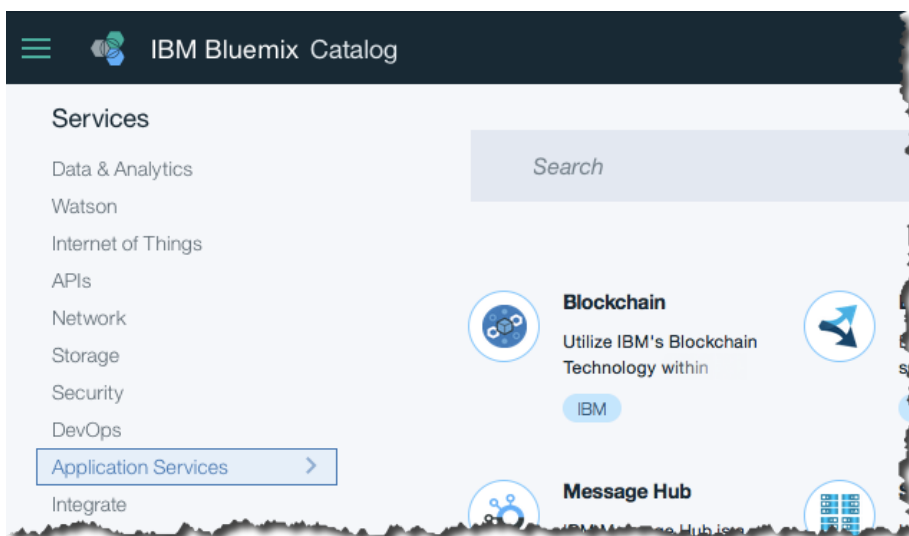 IBM Bluemix Catalog
Services
Data & Analytics
Watson
Internet of Things
APIs
Network
Storage
Security
DevOps
Application Services
Integrate
Search
Blockchain
Utilize IBM's Blockchain
Technology within
IBM
Message Hub